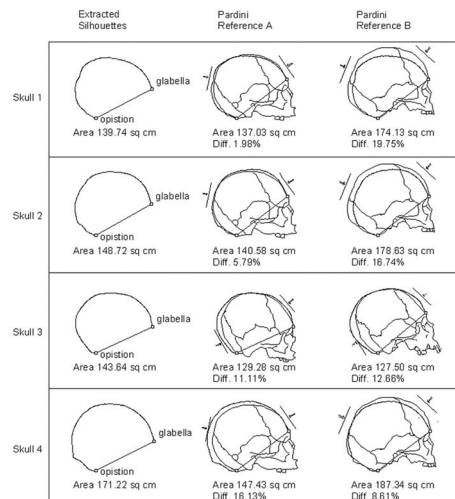 Extracted
Silhouettes
Pardini
Reference A
Pardini
Reference B
Skull 1
glabella
opistion
Area 139.74 sq cm
Area 137.03 sq cm
Diff. 1.98%
Area 174.13 sq cm
Diff. 19.75%
Skull 2
glabella
opistion
Area 148.72 sq cm
Area 140.58 sq cm
Diff. 5.79%
Area 178.63 sq cm
Diff. 16.74%
Skull 3
glabella
opistion
Area 143.64 sq cm
Area 129.28 sq cm
Diff. 11.11%
Area 127.50 sq cm
Diff. 12.66%
Skull 4
glabella
opistion
Area 171.22 sq cm
Area 147.43 sq cm
Diff. 16.13%
Area 187.34 sq cm
Diff. 8.61%